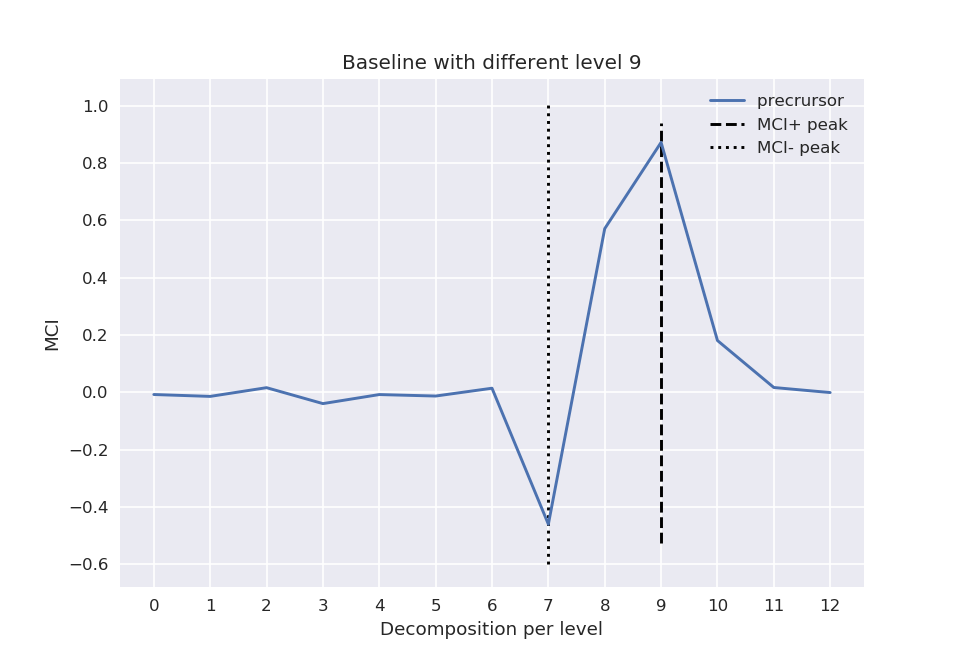 Baseline with different level 9
precrursor
MCI+ peak
MCI- peak
MCI
1.0
0.8
0.6
0.4
0.2
0.0
−0.2
−0.4
−0.6
0 1 2 3 4 5 6 7 8 9 10 11 12
Decomposition per level